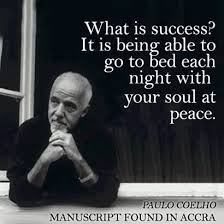 What is success?
It is being able to
go to bed each
night with
your soul at
peace.
PAULO COELHO
MANUSCRIPT FOUND IN ACCRA